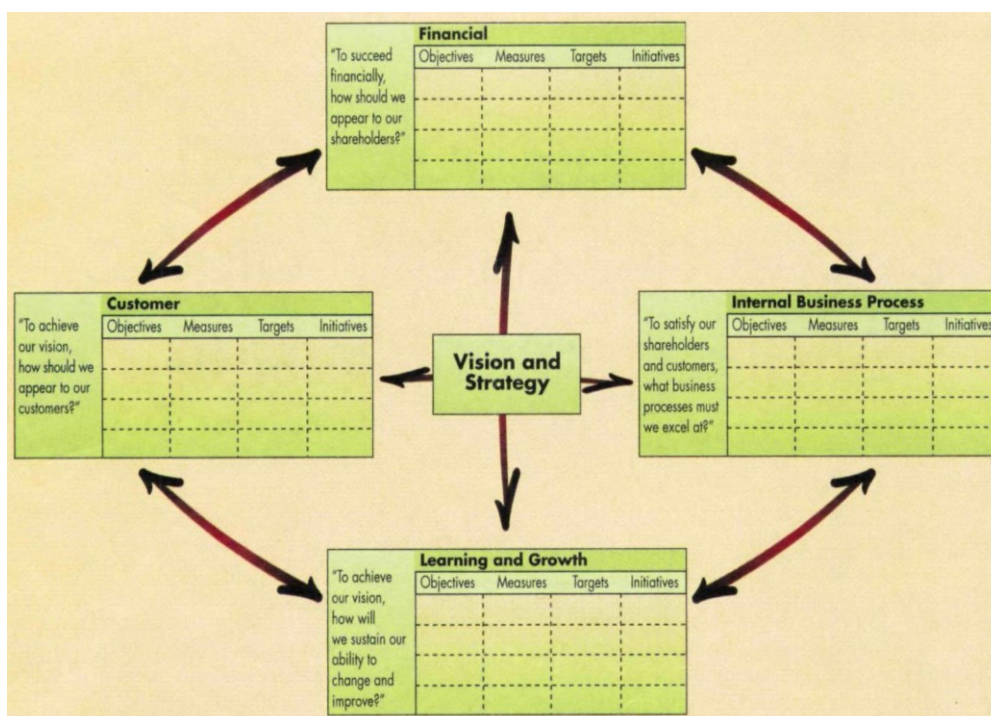 Financial
"To succeed
financially,
how should we
appear to our
shareholders?"
Objectives Measures Targets Initiatives
Customer
"To achieve
our vision,
how should we
appear to our
customers?"
Objectives Measures Targets Initiatives
Vision and
Strategy
Internal Business Process
"To satisfy our
shareholders
and customers,
what business
processes must
we excel at?"
Objectives Measures Targets Initiatives
Learning and Growth
"To achieve
our vision,
how will
we sustain our
ability to
change and
improve?"
Objectives Measures Targets Initiatives